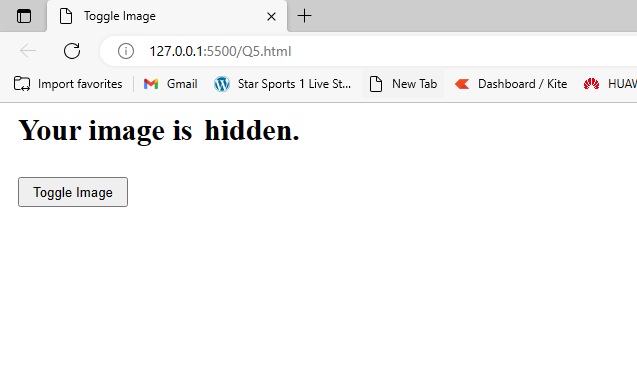 Toggle Image
127.0.0.1:5500/Q5.html
Import favorites Gmail Star Sports 1 Live St... New Tab Dashboard / Kite HUAW
Your image is hidden.
Toggle Image